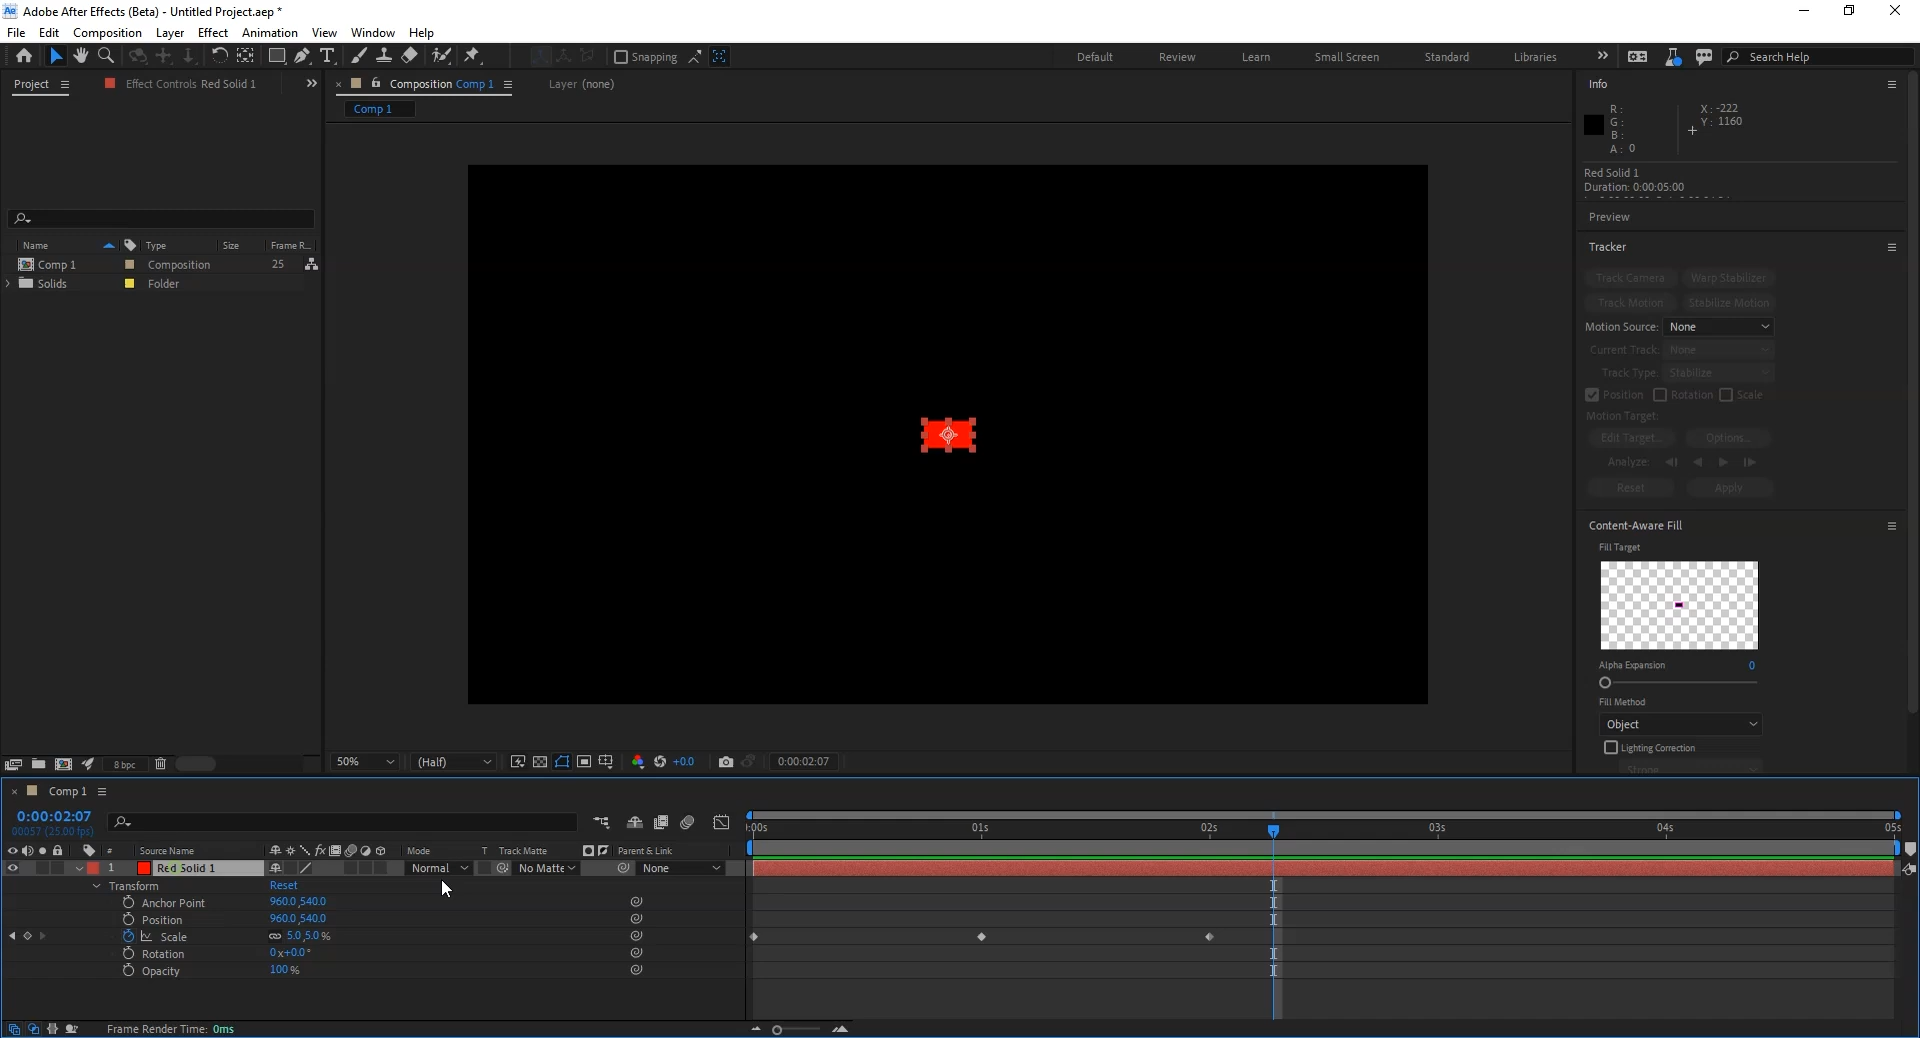 Adobe After Effects (Beta) - Untitled Project.aep *
File Edit Composition Layer Effect Animation View Window Help
Snapping
Default Review Learn Small Screen Standard Libraries
Search Help
Project
Effect Controls Red Solid 1
Composition Comp 1
Layer (none)
Comp 1
Name Type Size Frame R...
Comp 1 Composition 25
Solids Folder
8 bpc
50%
(Half)
+0.0
0:00:02:07
Info
R :
G :
B :
A : 0
X : -222
Y : 1160
Red Solid 1
Duration: 0:00:05:00
Preview
Tracker
Track Camera Warp Stabilizer
Track Motion Stabilize Motion
Motion Source: None
Current Track: None
Track Type: Stabilize
Position Rotation Scale
Motion Target:
Edit Target... Options...
Analyze:
Reset Apply
Content-Aware Fill
Fill Target
Alpha Expansion 0
Fill Method
Object
Lighting Correction
Strong
Comp 1
0:00:02:07
00057 (25.00 fps)
:00s 01s 02s 03s 04s 05s
# Source Name fx Mode T Track Matte Parent & Link
1 Red Solid 1 Normal No Matte None
Transform Reset
Anchor Point 960.0,540.0
Position 960.0,540.0
Scale 5.0,5.0 %
Rotation 0x+0.0°
Opacity 100 %
Frame Render Time: 0ms